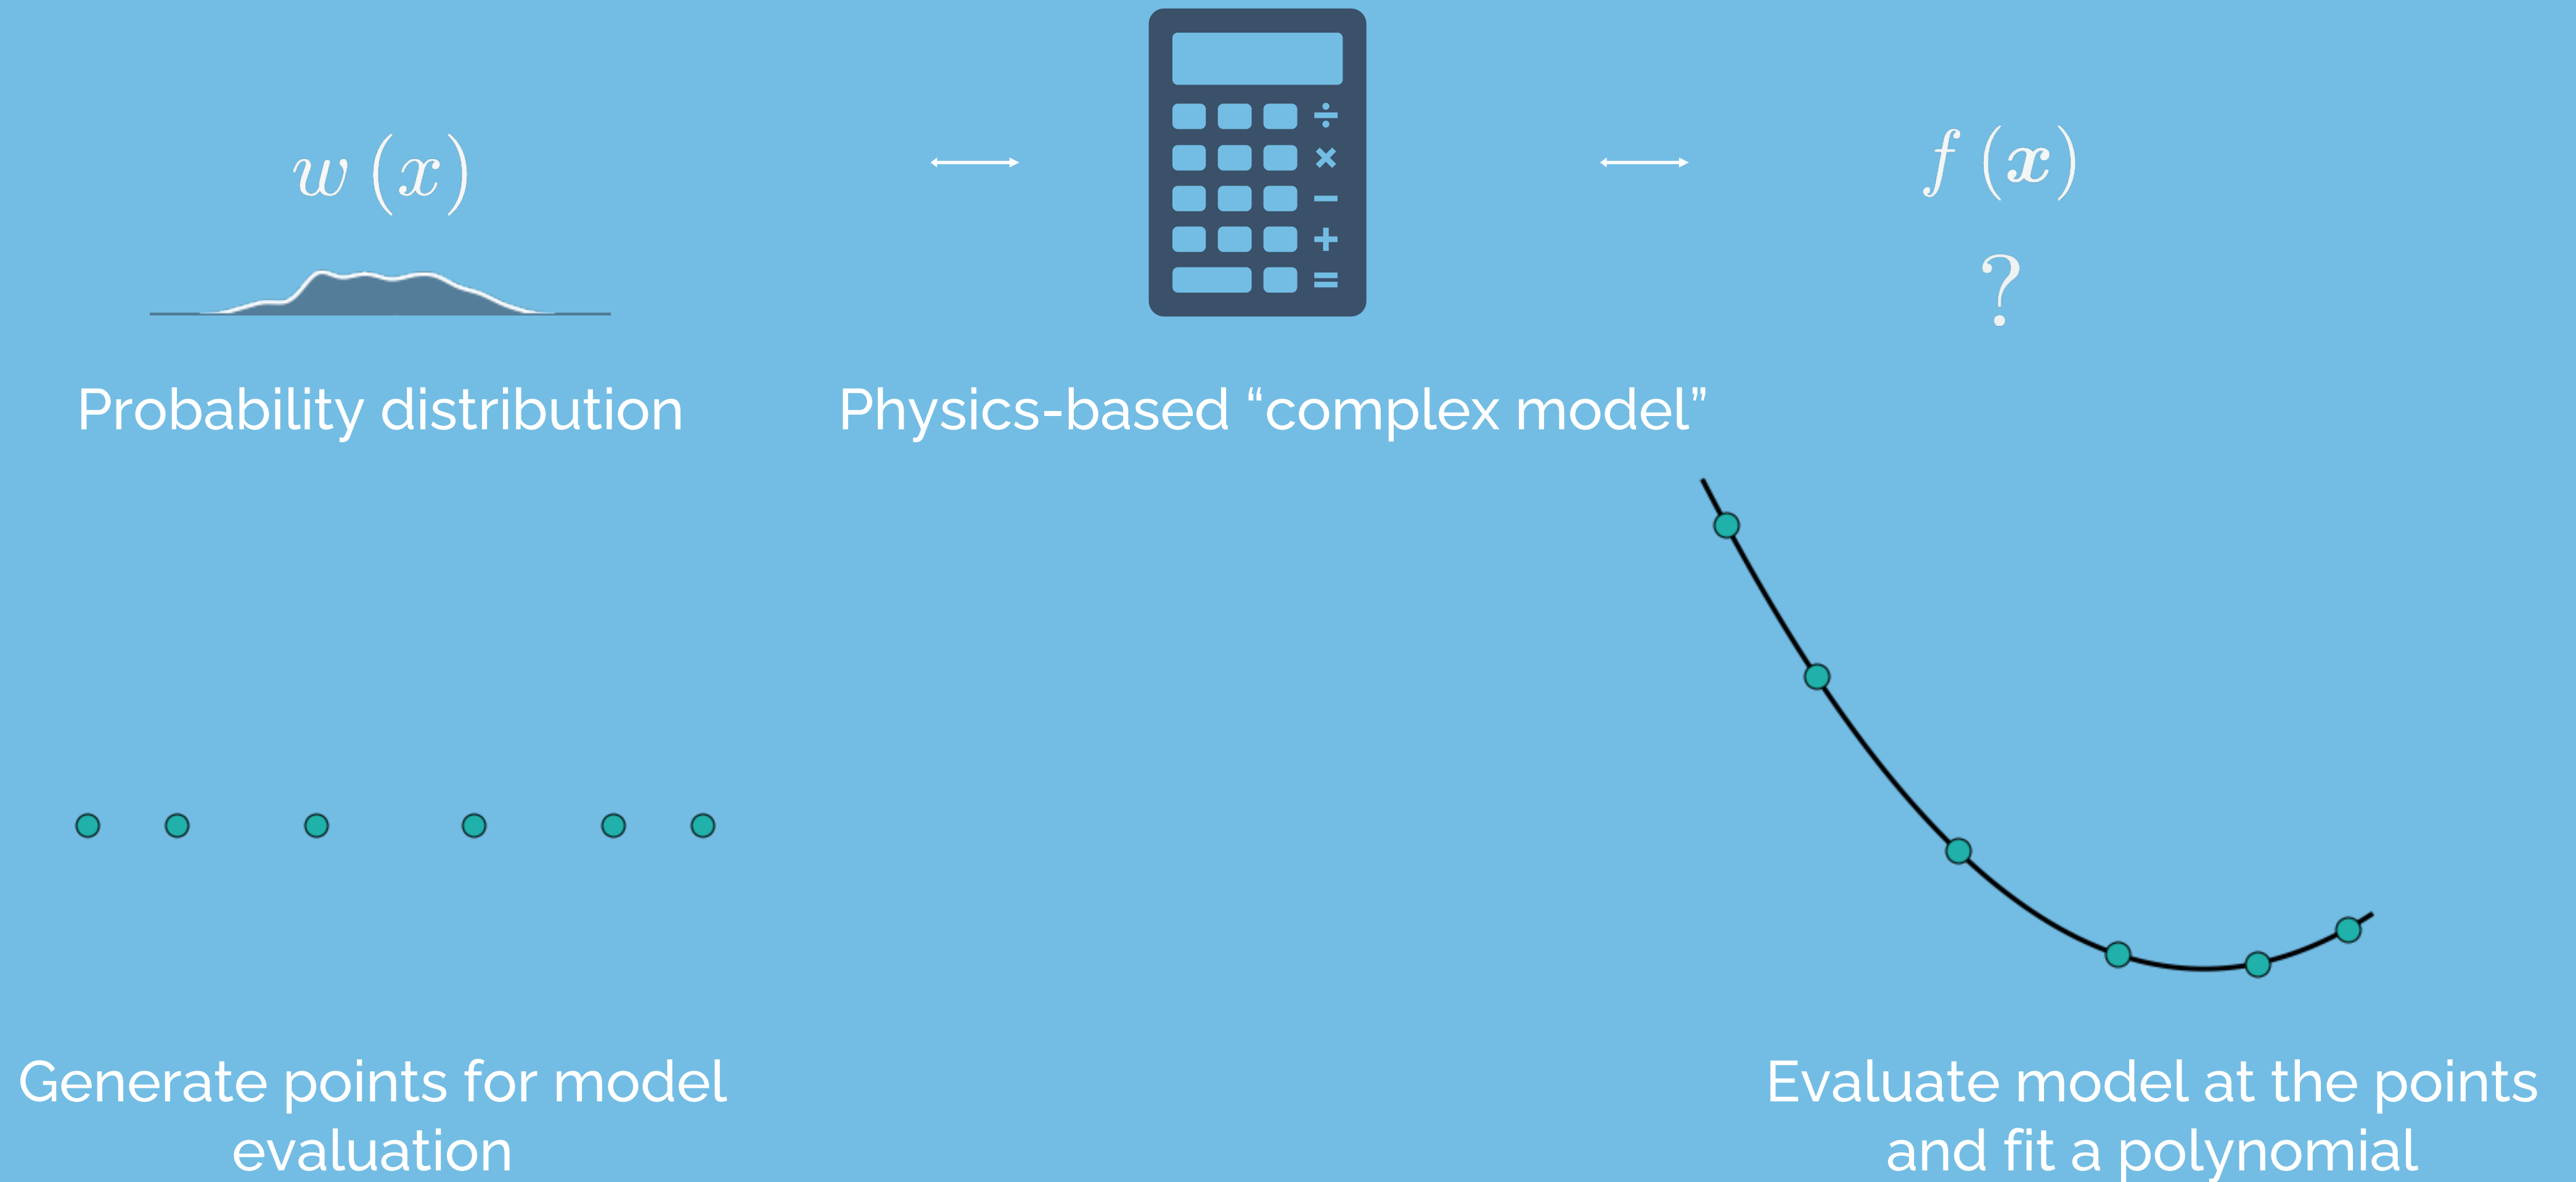 w (x)
f (x)
?
÷
×
−
+
=
Probability distribution
Physics-based “complex model”
Generate points for model
evaluation
Evaluate model at the points
and fit a polynomial